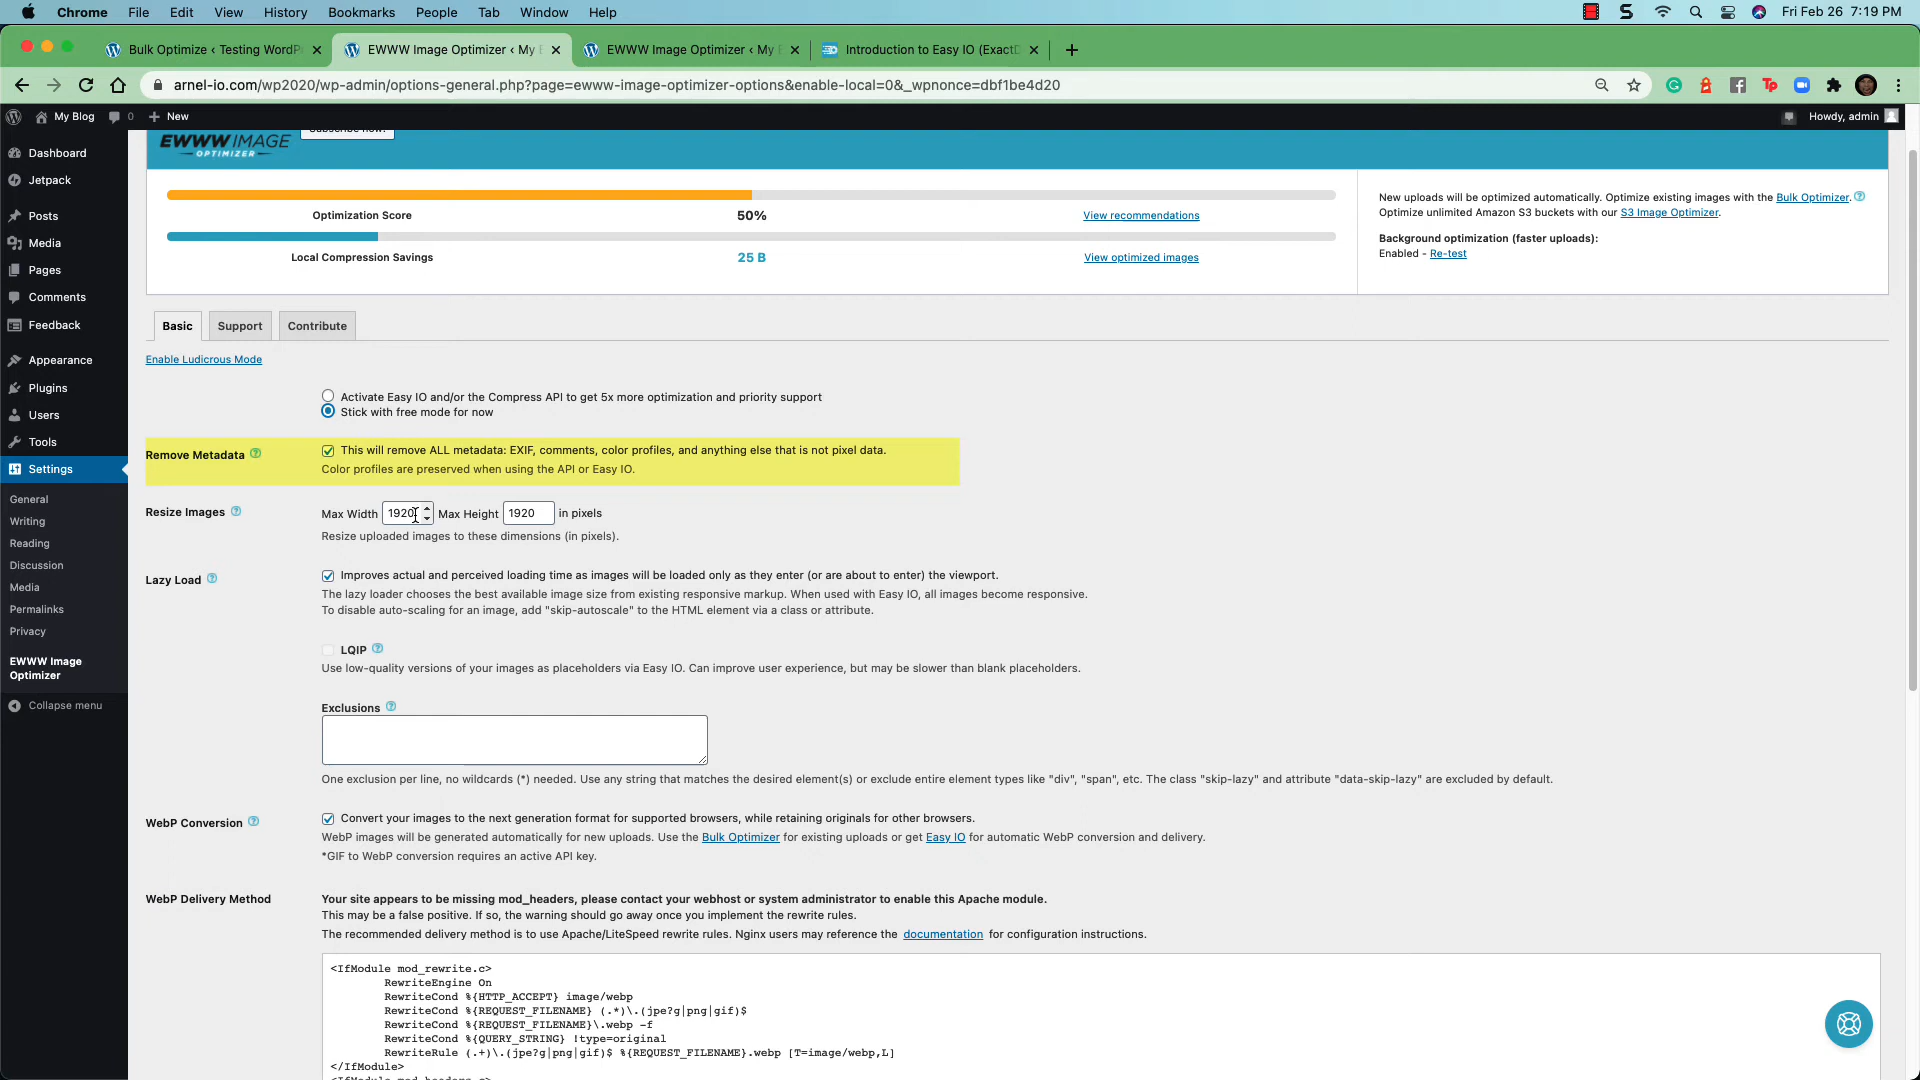 Chrome File Edit View History Bookmarks People Tab Window Help Fri Feb 26 7:19 PM
Bulk Optimize ‹ Testing WordPr
EWWW Image Optimizer ‹ My B
EWWW Image Optimizer ‹ My B
Introduction to Easy IO (ExactD
arnel-io.com/wp2020/wp-admin/options-general.php?page=ewww-image-optimizer-options&enable-local=0&_wpnonce=dbf1be4d20
My Blog 0 New Howdy, admin
Dashboard
Jetpack
Posts
Media
Pages
Comments
Feedback
Appearance
Plugins
Users
Tools
Settings
General
Writing
Reading
Discussion
Media
Permalinks
Privacy
EWWW Image
Optimizer
Collapse menu
EWWW IMAGE
OPTIMIZER
Subscribe now!
Optimization Score 50% View recommendations
Local Compression Savings 25 B View optimized images
New uploads will be optimized automatically. Optimize existing images with the Bulk Optimizer.
Optimize unlimited Amazon S3 buckets with our S3 Image Optimizer.
Background optimization (faster uploads):
Enabled - Re-test
Basic Support Contribute
Enable Ludicrous Mode
Activate Easy IO and/or the Compress API to get 5x more optimization and priority support
Stick with free mode for now
Remove Metadata This will remove ALL metadata: EXIF, comments, color profiles, and anything else that is not pixel data.
Color profiles are preserved when using the API or Easy IO.
Resize Images Max Width 1920 Max Height 1920 in pixels
Resize uploaded images to these dimensions (in pixels).
Lazy Load Improves actual and perceived loading time as images will be loaded only as they enter (or are about to enter) the viewport.
The lazy loader chooses the best available image size from existing responsive markup. When used with Easy IO, all images become responsive.
To disable auto-scaling for an image, add "skip-autoscale" to the HTML element via a class or attribute.
LQIP
Use low-quality versions of your images as placeholders via Easy IO. Can improve user experience, but may be slower than blank placeholders.
Exclusions
One exclusion per line, no wildcards (*) needed. Use any string that matches the desired element(s) or exclude entire element types like "div", "span", etc. The class "skip-lazy" and attribute "data-skip-lazy" are excluded by default.
WebP Conversion Convert your images to the next generation format for supported browsers, while retaining originals for other browsers.
WebP images will be generated automatically for new uploads. Use the Bulk Optimizer for existing uploads or get Easy IO for automatic WebP conversion and delivery.
*GIF to WebP conversion requires an active API key.
WebP Delivery Method Your site appears to be missing mod_headers, please contact your webhost or system administrator to enable this Apache module.
This may be a false positive. If so, the warning should go away once you implement the rewrite rules.
The recommended delivery method is to use Apache/LiteSpeed rewrite rules. Nginx users may reference the documentation for configuration instructions.
<IfModule mod_rewrite.c>
RewriteEngine On
RewriteCond %{HTTP_ACCEPT} image/webp
RewriteCond %{REQUEST_FILENAME} (.*)\.(jpe?g|png|gif)$
RewriteCond %{REQUEST_FILENAME}\.webp -f
RewriteCond %{QUERY_STRING} !type=original
RewriteRule (.+)\.(jpe?g|png|gif)$ %{REQUEST_FILENAME}.webp [T=image/webp,L]
</IfModule>
<IfModule mod_headers.c>